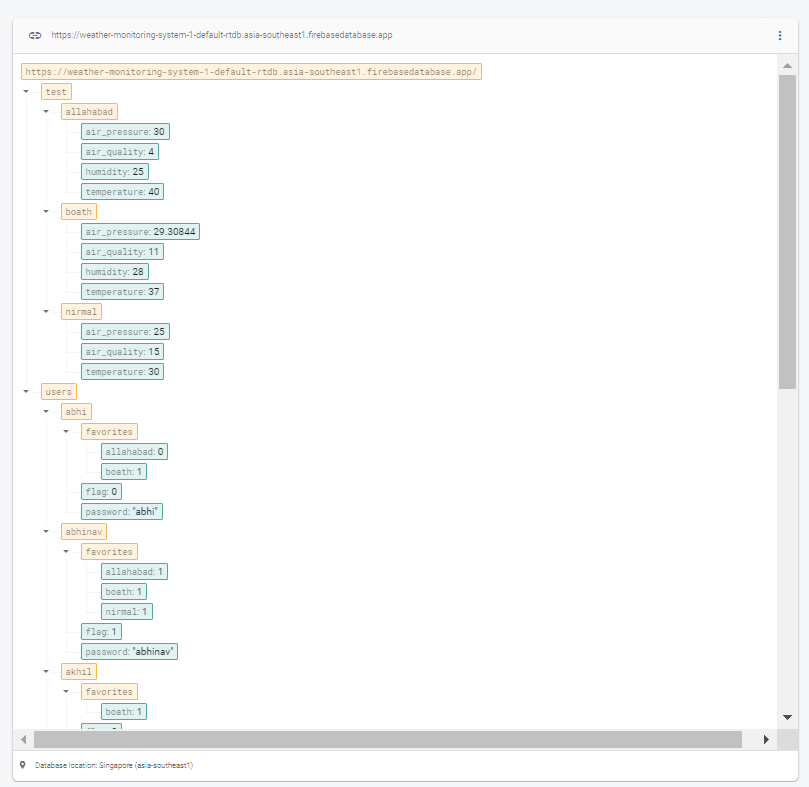 https://weather-monitoring-system-1-default-rtdb.asia-southeast1.firebasedatabase.app
https://weather-monitoring-system-1-default-rtdb.asia-southeast1.firebasedatabase.app/
test
allahabad
air_pressure: 30
air_quality: 4
humidity: 25
temperature: 40
boath
air_pressure: 29.30844
air_quality: 11
humidity: 28
temperature: 37
nirmal
air_pressure: 25
air_quality: 15
temperature: 30
users
abhi
favorites
allahabad: 0
boath: 1
flag: 0
password: "abhi"
abhinav
favorites
allahabad: 1
boath: 1
nirmal: 1
flag: 1
password: "abhinav"
akhil
favorites
boath: 1
Database location: Singapore (asia-southeast1)